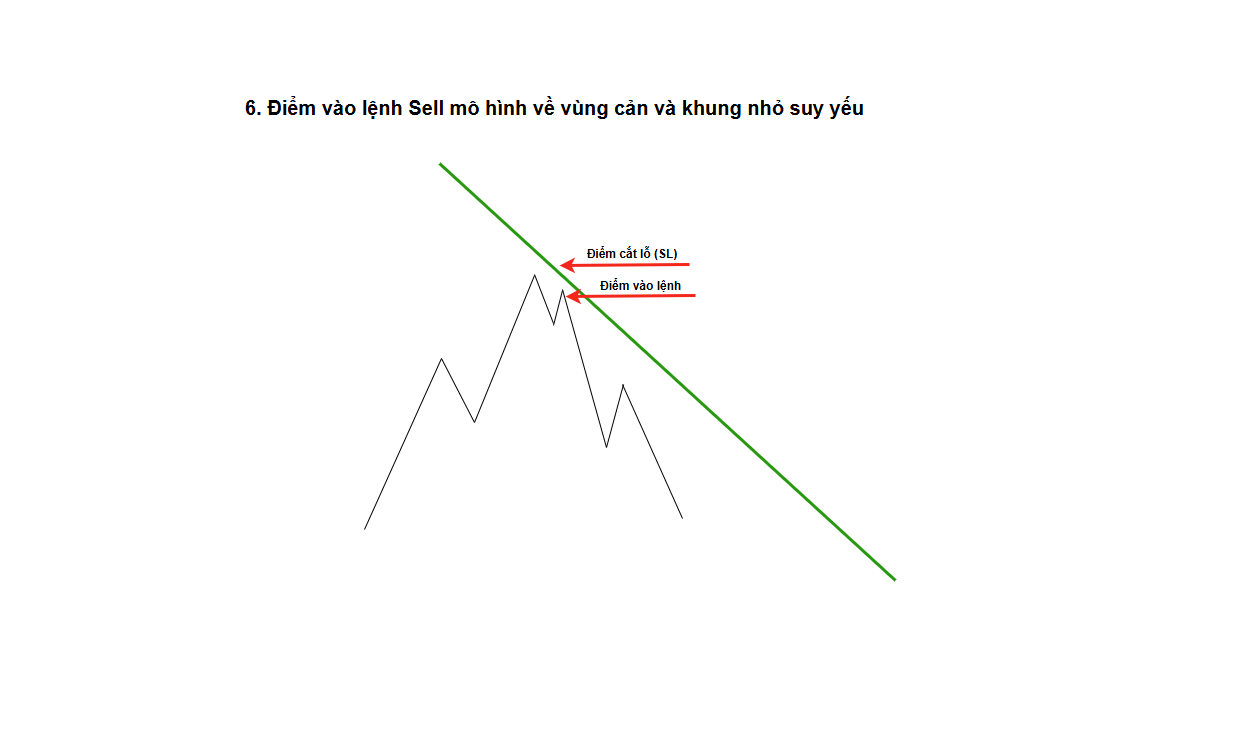 6. Điểm vào lệnh Sell mô hình về vùng cản và khung nhỏ suy yếu
Điểm cắt lỗ (SL)
Điểm vào lệnh